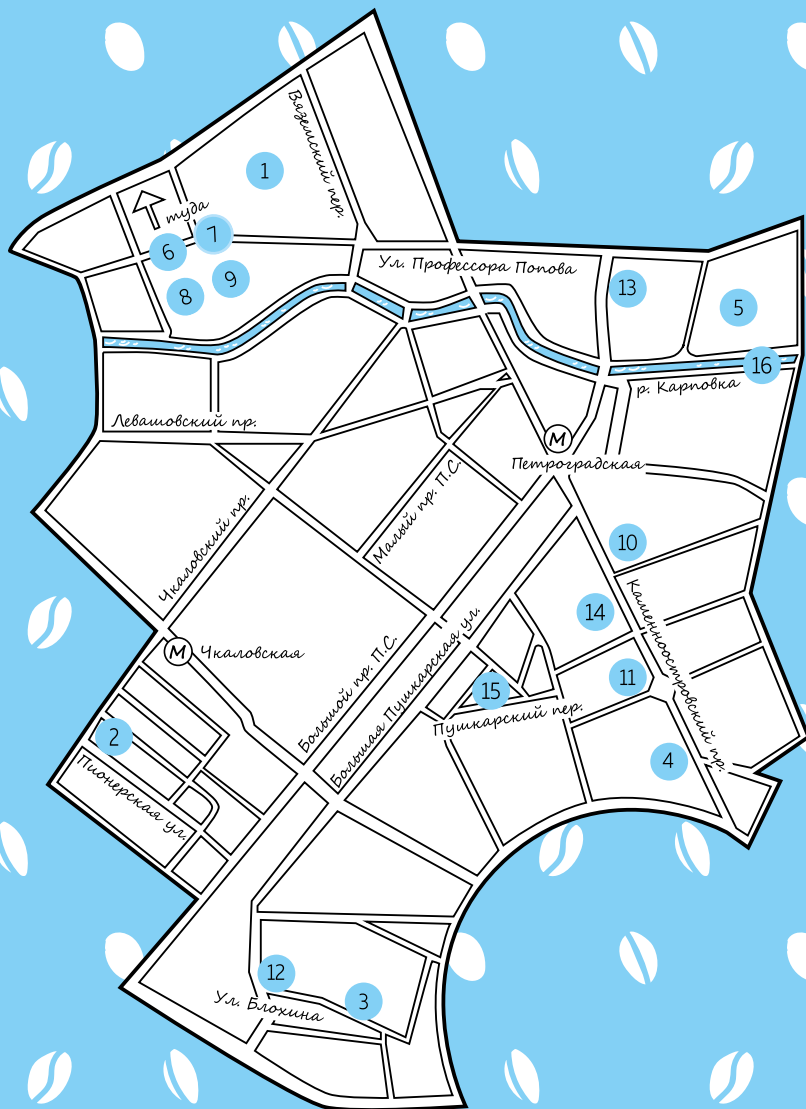 Вяземский пер.
1
туда
7
6
9
8
Ул. Профессора Попова
13
5
16
р. Карповка
Левашовский пр.
М
Петроградская
Малый пр. П.С.
Чкаловский пр.
10
14
Каменноостровский пр.
М
Чкаловская
Большой пр. П.С.
Большая Пушкарская ул.
15
11
Пушкарский пер.
2
4
Пионерская ул.
12
3
Ул. Блохина